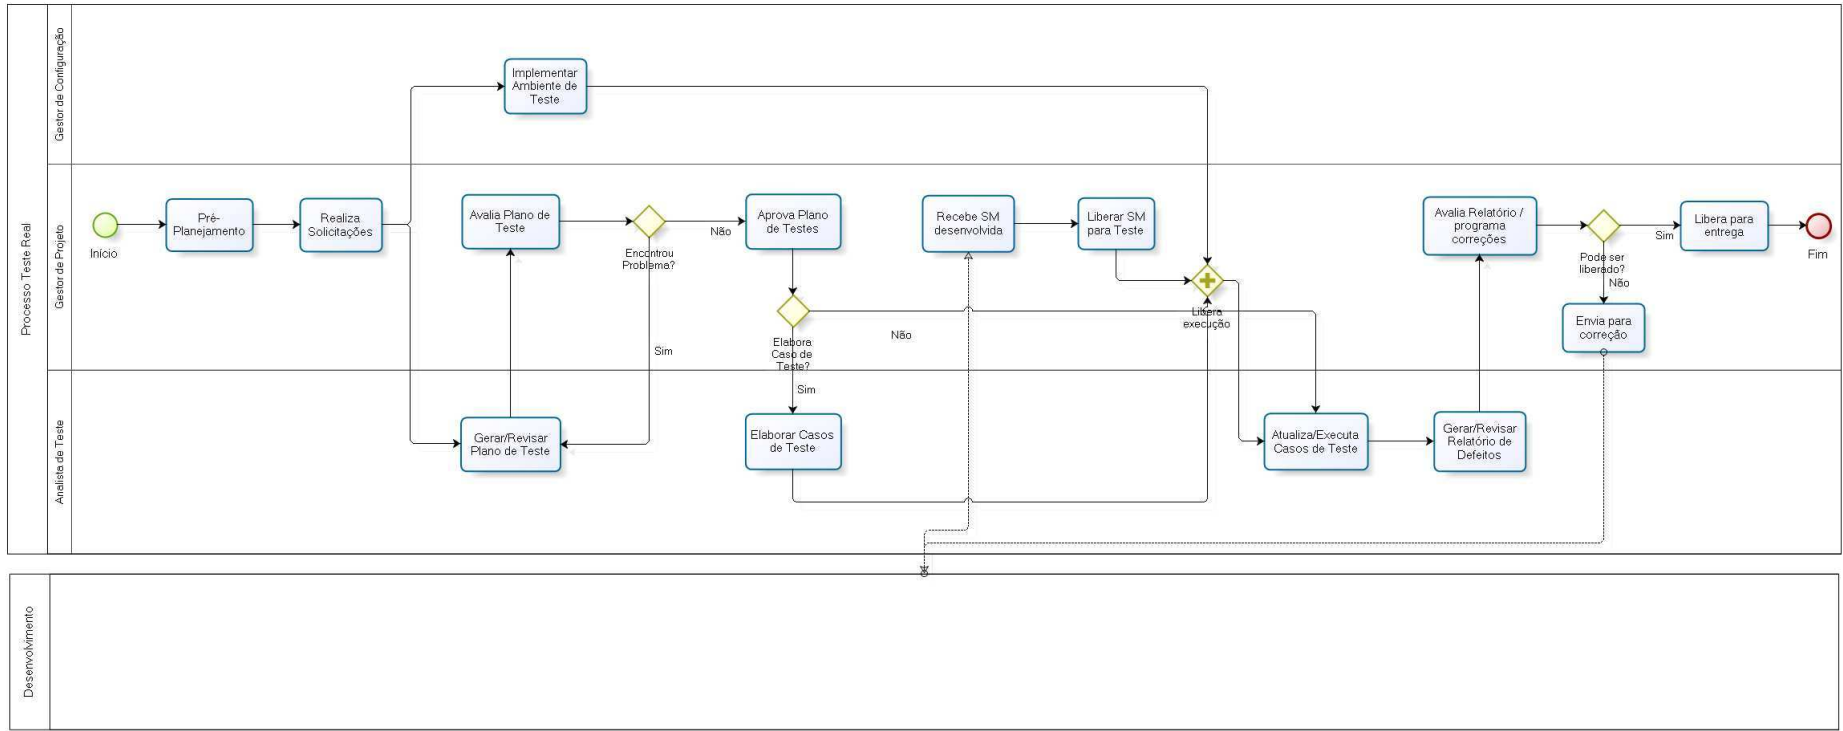 Processo Teste Real
Gestor de Configuração
Implementar
Ambiente de
Teste
Gestor de Projeto
Início
Pré-
Planejamento
Realiza
Solicitações
Avalia Plano de
Teste
Encontrou
Problema?
Não
Sim
Aprova Plano
de Testes
Elabora
Caso de
Teste?
Não
Sim
Recebe SM
desenvolvida
Liberar SM
para Teste
Libera
execução
Avalia Relatório /
programa
correções
Pode ser
liberado?
Sim
Não
Libera para
entrega
Fim
Envia para
correção
Analista de Teste
Gerar/Revisar
Plano de Teste
Elaborar Casos
de Teste
Atualiza/Executa
Casos de Teste
Gerar/Revisar
Relatório de
Defeitos
Desenvolvimento